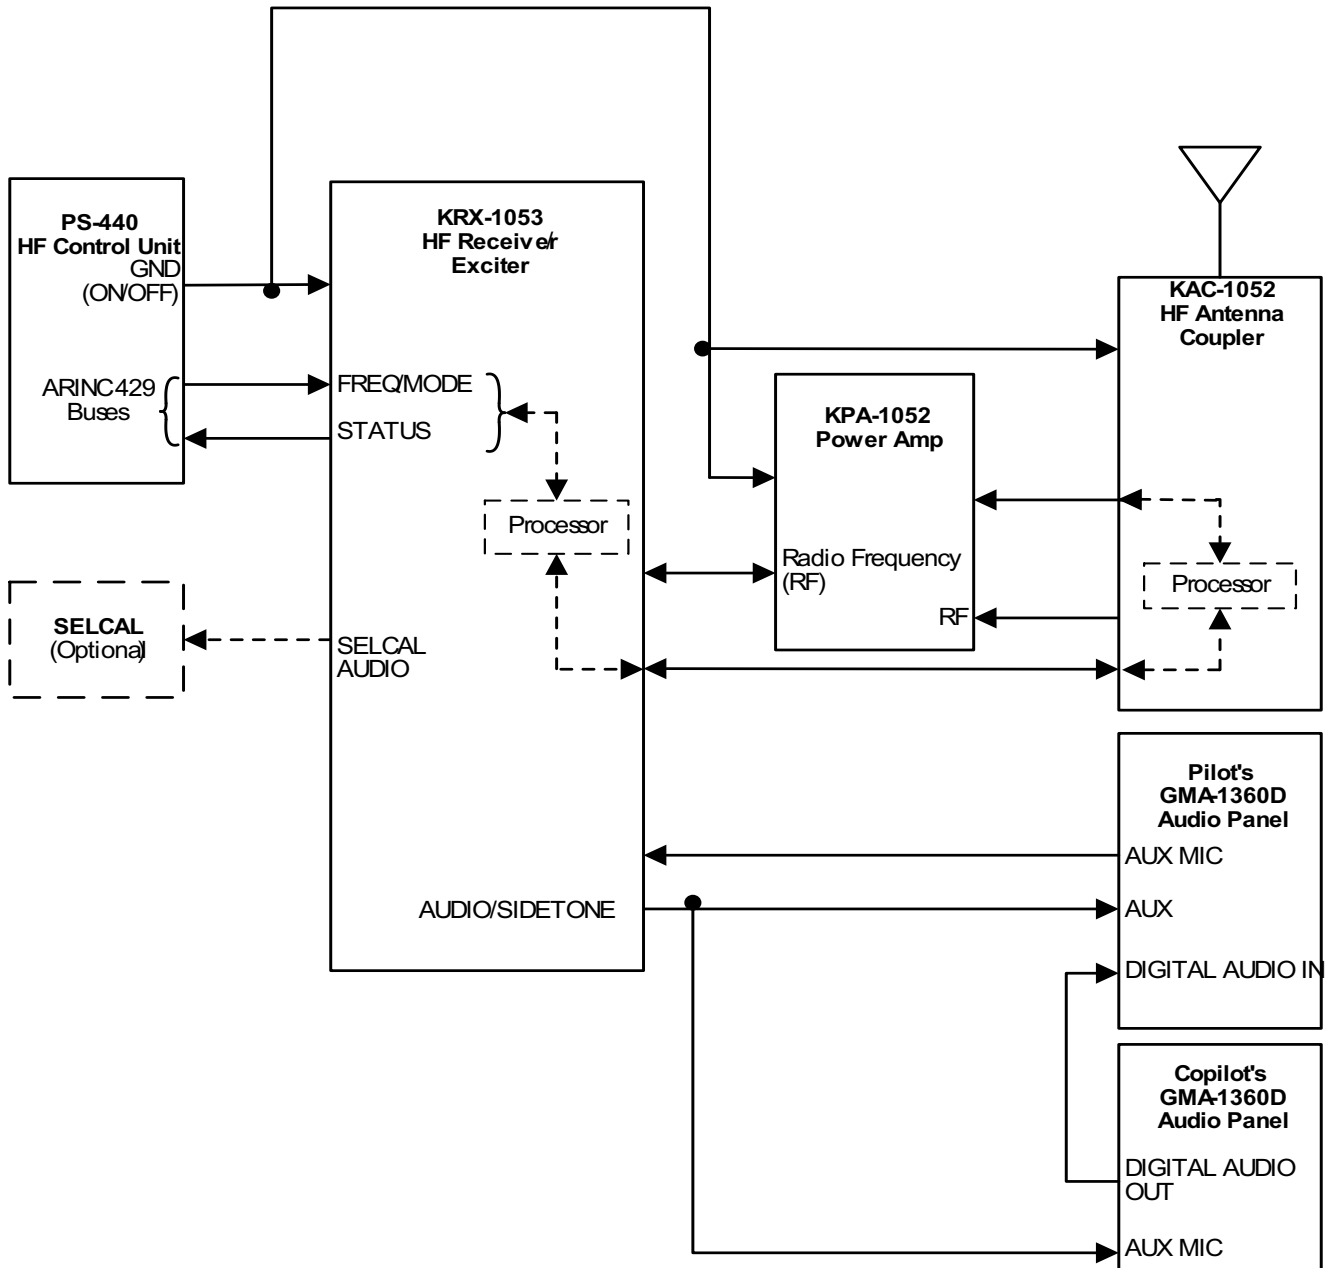 PS-440
HF Control Unit
GND
(ON/OFF)
ARINC 429
Buses
SELCAL
(Optional)
KRX-1053
HF Receiver/
Exciter
FREQ/MODE
STATUS
Processor
SELCAL
AUDIO
AUDIO/SIDETONE
KPA-1052
Power Amp
Radio Frequency
(RF)
RF
KAC-1052
HF Antenna
Coupler
Processor
Pilot's
GMA-1360D
Audio Panel
AUX MIC
AUX
DIGITAL AUDIO IN
Copilot's
GMA-1360D
Audio Panel
DIGITAL AUDIO
OUT
AUX MIC